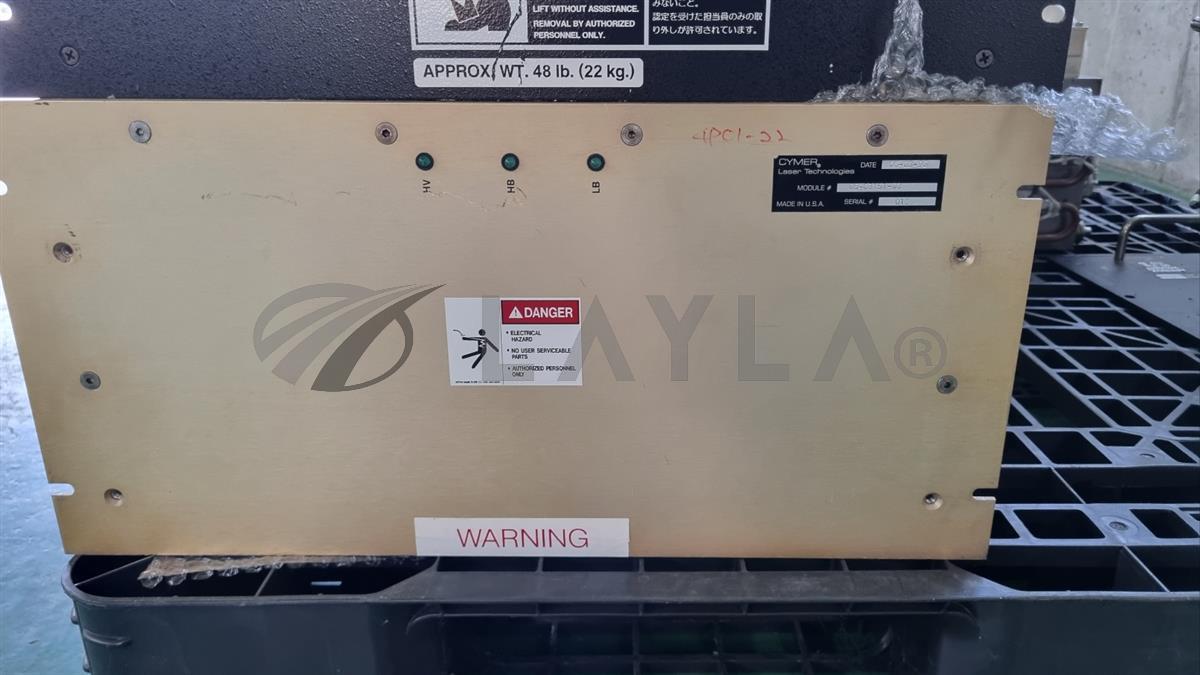 LIFT WITHOUT ASSISTANCE.
REMOVAL BY AUTHORIZED
PERSONNEL ONLY.
みないこと。
認定を受けた担当員のみの取
り外しが許可されています。
APPROX. WT. 48 lb. (22 kg.)
HV
HB
LB
CYMER
Laser Technologies
DATE
MODULE #
MADE IN U.S.A.
SERIAL #
LAYLA®
DANGER
• ELECTRICAL
HAZARD
• NO USER SERVICEABLE
PARTS
• AUTHORIZED PERSONNEL
ONLY
WARNING